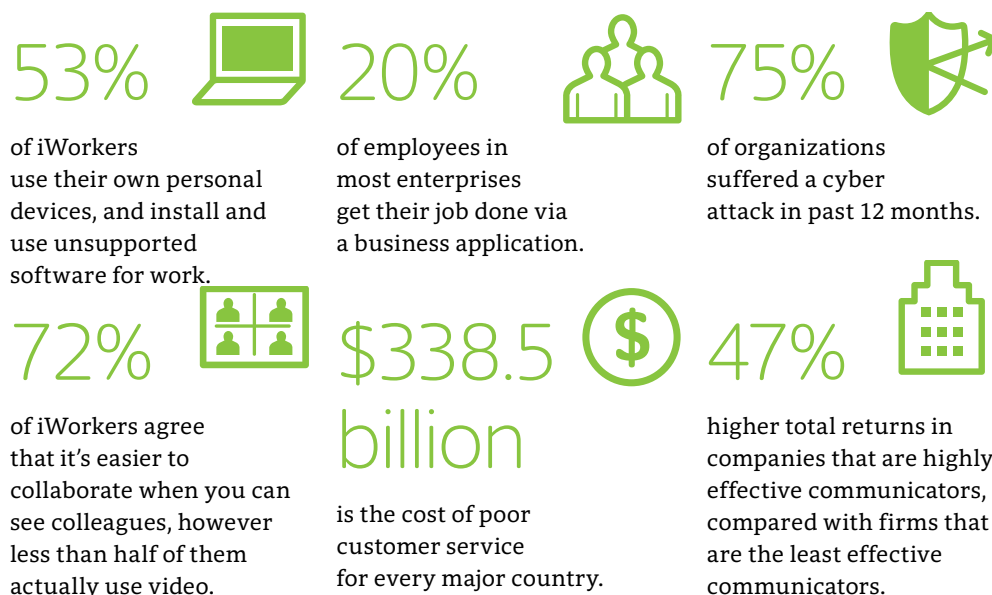 53%
of iWorkers
use their own personal
devices, and install and
use unsupported
software for work.
20%
of employees in
most enterprises
get their job done via
a business application.
75%
of organizations
suffered a cyber
attack in past 12 months.
72%
of iWorkers agree
that it’s easier to
collaborate when you can
see colleagues, however
less than half of them
actually use video.
$338.5
billion
is the cost of poor
customer service
for every major country.
$
47%
higher total returns in
companies that are highly
effective communicators,
compared with firms that
are the least effective
communicators.